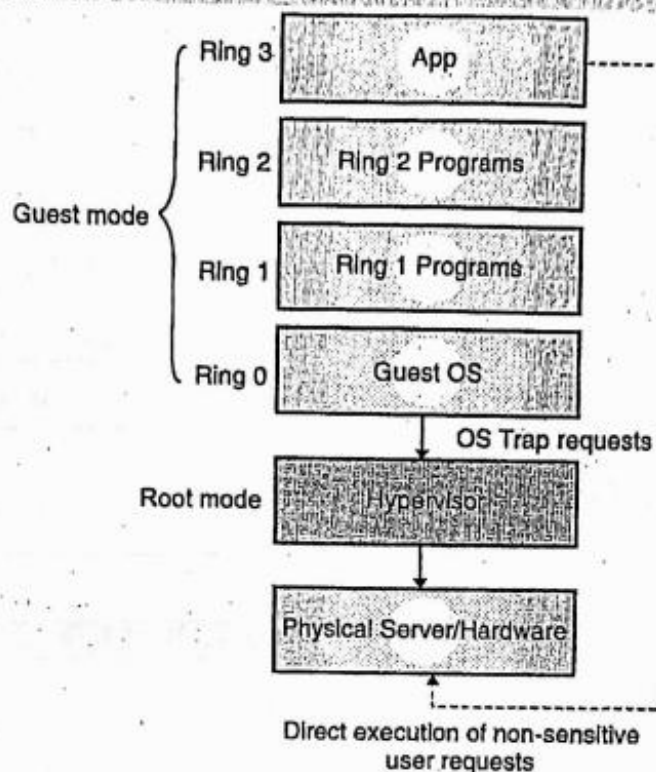 Ring 3
App
Ring 2
Ring 2 Programs
Guest mode
Ring 1
Ring 1 Programs
Ring 0
Guest OS
OS Trap requests
Root mode
Hypervisor
Physical Server/Hardware
Direct execution of non-sensitive
user requests